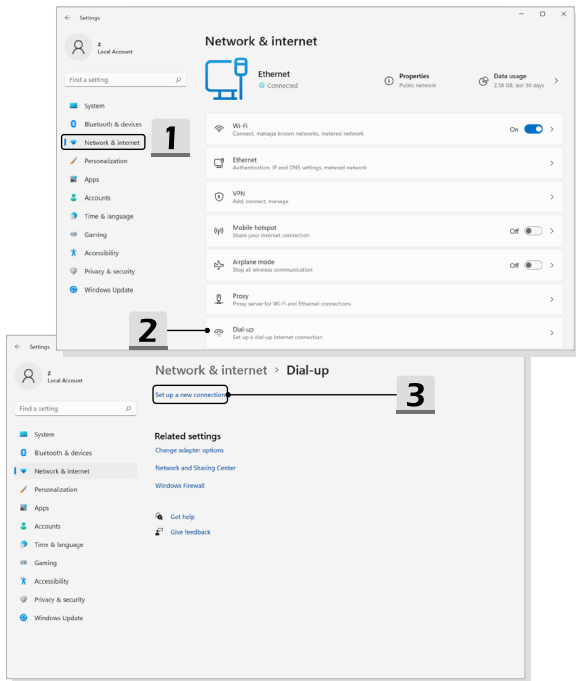 Settings
z
Local Account
Find a setting
System
Bluetooth & devices
Network & internet
Personalization
Apps
Accounts
Time & language
Gaming
Accessibility
Privacy & security
Windows Update
1
2
Network & internet
Ethernet
Connected
Properties
Public network
Data usage
2.58 GB, last 30 days
Wi-Fi
Connect, manage known networks, metered network
On
Ethernet
Authentication, IP and DNS settings, metered network
VPN
Add, connect, manage
Mobile hotspot
Share your internet connection
Off
Airplane mode
Stop all wireless communication
Off
Proxy
Proxy server for Wi-Fi and Ethernet connections
Dial-up
Set up a dial-up internet connection
Settings
z
Local Account
Find a setting
System
Bluetooth & devices
Network & internet
Personalization
Apps
Accounts
Time & language
Gaming
Accessibility
Privacy & security
Windows Update
Network & internet > Dial-up
Set up a new connection
3
Related settings
Change adapter options
Network and Sharing Center
Windows Firewall
Get help
Give feedback